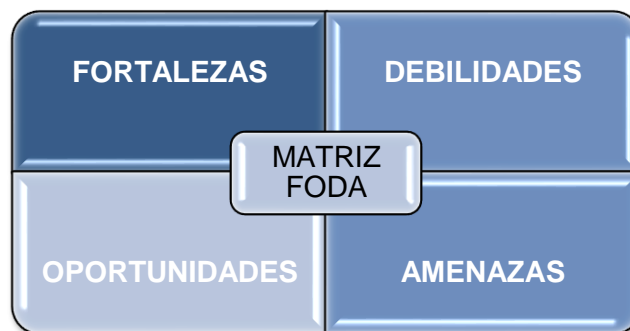 FORTALEZAS
DEBILIDADES
MATRIZ
FODA
OPORTUNIDADES
AMENAZAS